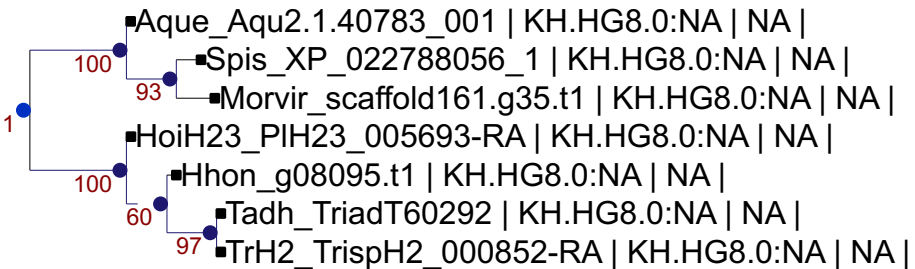 Aque_Aqu2.1.40783_001 | KH.HG8.0:NA | NA |
100
Spis_XP_022788056_1 | KH.HG8.0:NA | NA |
93
Morvir_scaffold161.g35.t1 | KH.HG8.0:NA | NA |
1
HoiH23_PlH23_005693-RA | KH.HG8.0:NA | NA |
100
Hhon_g08095.t1 | KH.HG8.0:NA | NA |
60
Tadh_TriadT60292 | KH.HG8.0:NA | NA |
97
TrH2_TrispH2_000852-RA | KH.HG8.0:NA | NA |